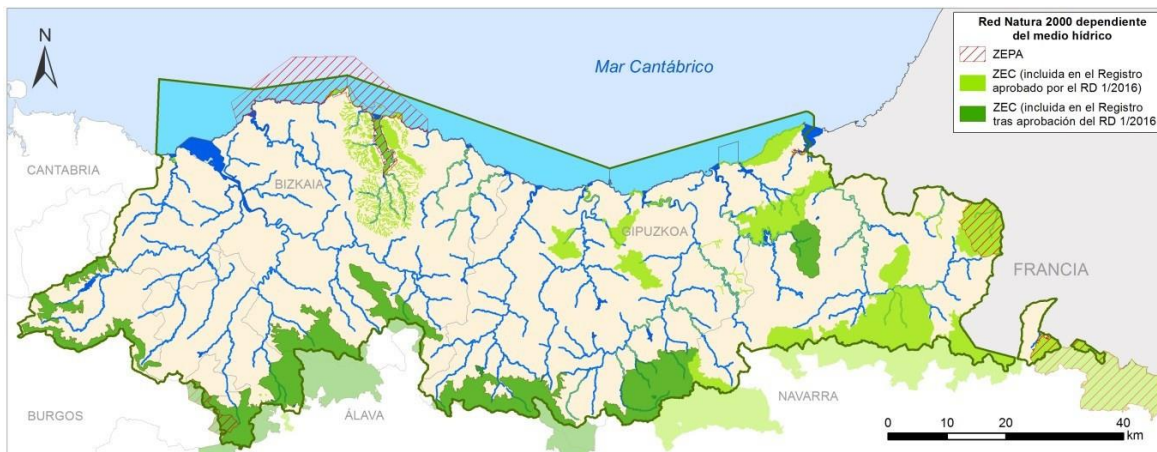 N
Mar Cantábrico
Red Natura 2000 dependiente
del medio hídrico
ZEPA
ZEC (incluida en el Registro
aprobado por el RD 1/2016)
ZEC (incluida en el Registro
tras aprobación del RD 1/2016
CANTABRIA
BIZKAIA
GIPUZKOA
FRANCIA
BURGOS
ÁLAVA
NAVARRA
0 10 20 40
km